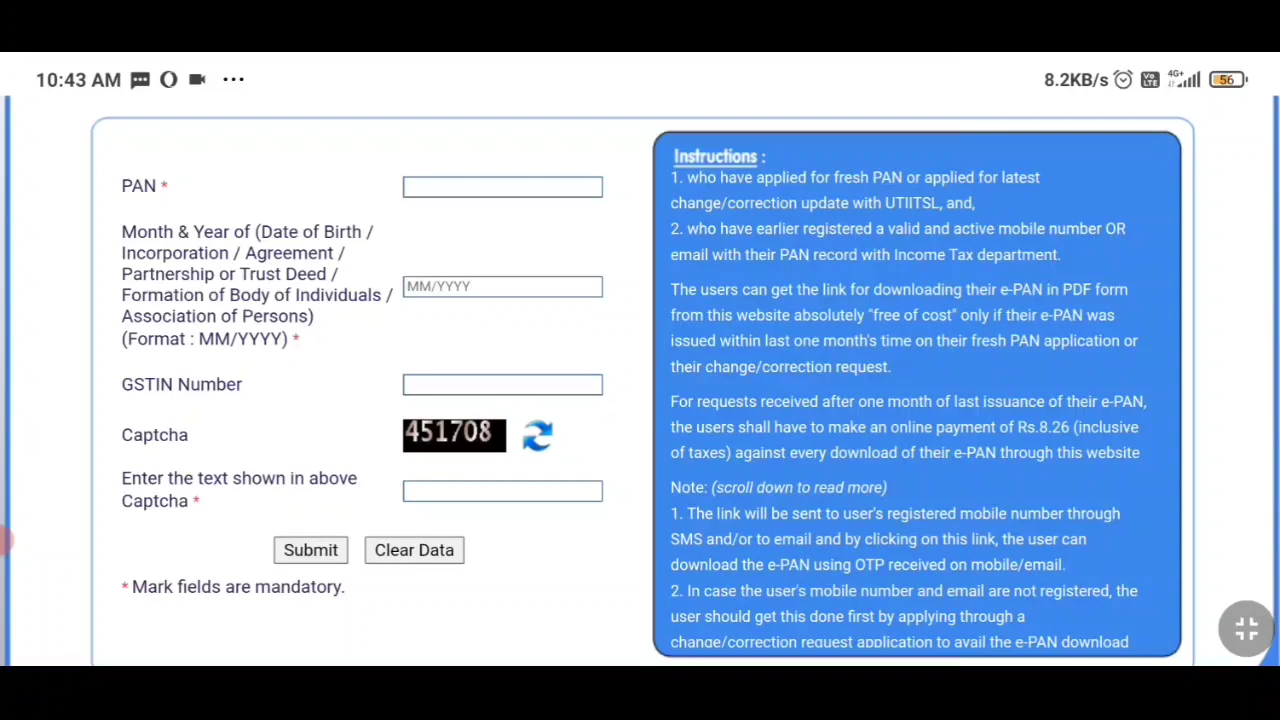 10:43 AM
8.2KB/s
Vo LTE
4G+
56
PAN *
Month & Year of (Date of Birth /
Incorporation / Agreement /
Partnership or Trust Deed /
Formation of Body of Individuals /
Association of Persons)
(Format : MM/YYYY) *
MM/YYYY
GSTIN Number
Captcha
451708
Enter the text shown in above
Captcha *
Submit
Clear Data
* Mark fields are mandatory.
Instructions :
1. who have applied for fresh PAN or applied for latest
change/correction update with UTIITSL, and,
2. who have earlier registered a valid and active mobile number OR
email with their PAN record with Income Tax department.
The users can get the link for downloading their e-PAN in PDF form
from this website absolutely "free of cost" only if their e-PAN was
issued within last one month's time on their fresh PAN application or
their change/correction request.
For requests received after one month of last issuance of their e-PAN,
the users shall have to make an online payment of Rs.8.26 (inclusive
of taxes) against every download of their e-PAN through this website
Note: (scroll down to read more)
1. The link will be sent to user's registered mobile number through
SMS and/or to email and by clicking on this link, the user can
download the e-PAN using OTP received on mobile/email.
2. In case the user's mobile number and email are not registered, the
user should get this done first by applying through a
change/correction request application to avail the e-PAN download